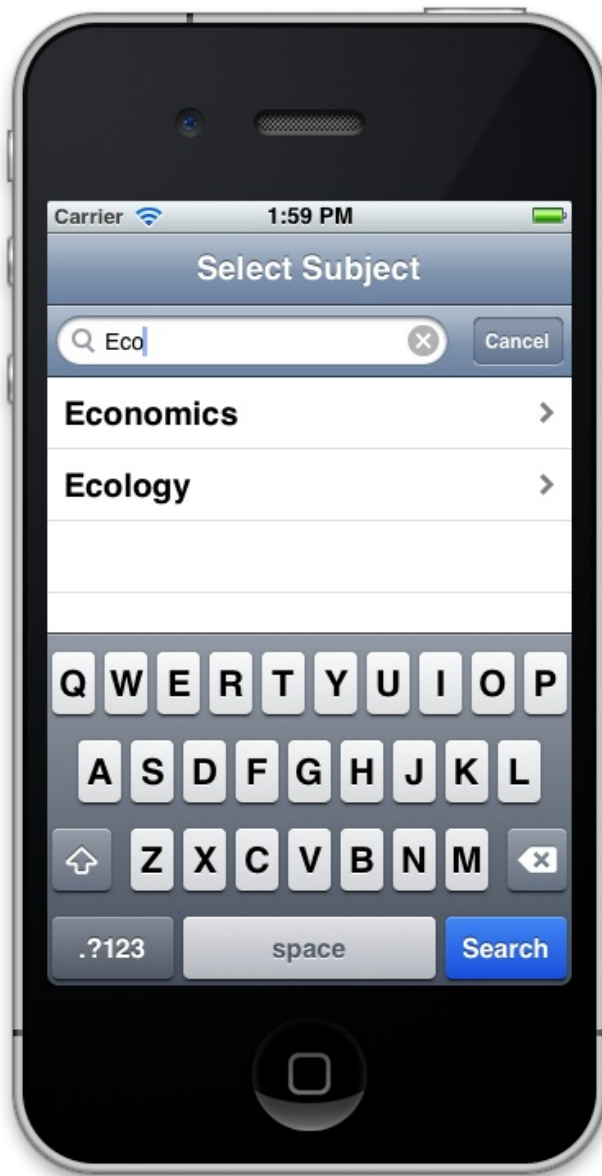 Carrier 1:59 PM
Select Subject
Eco Cancel
Economics
Ecology
Q W E R T Y U I O P
A S D F G H J K L
Z X C V B N M
.?123 space Search